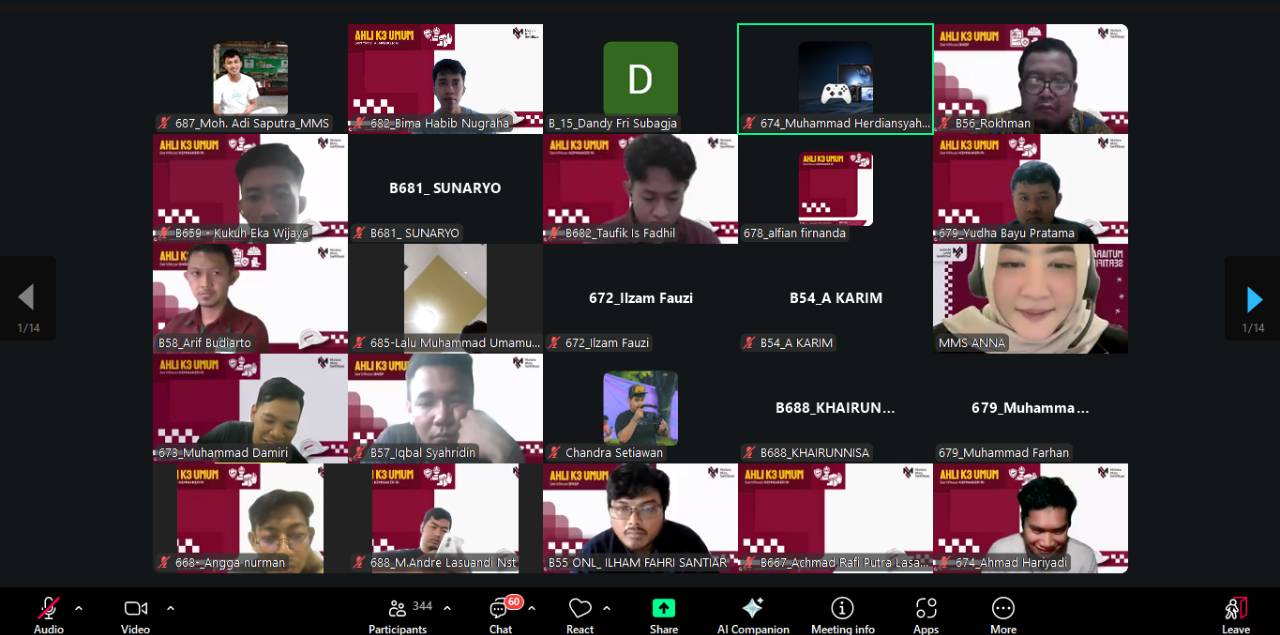 AHLI K3 UMUM
AHLI K3 UMUM
687_Moh. Adi Saputra_MMS
682_Bima Habib Nugraha
D
B_15_Dandy Fri Subagja
674_Muhammad Herdiansyah...
B56_Rokhman
AHLI K3 UMUM
B681_ SUNARYO
AHLI K3 UMUM
AHLI K3 UMUM
AHLI K3 UMUM
B659 - Kukuh Eka Wijaya
B681_ SUNARYO
B682_Taufik Is Fadhil
678_alfian firnanda
679_Yudha Bayu Pratama
AHLI K3
672_Ilzam Fauzi
B54_A KARIM
B58_Arif Budiarto
685-Lalu Muhammad Umamu...
672_Ilzam Fauzi
B54_A KARIM
MMS ANNA
1/14
1/14
AHLI K3 UMUM
AHLI K3 UMU
B688_KHAIRUN...
679_Muhamma...
673_Muhammad Damiri
B57_Iqbal Syahridin
Chandra Setiawan
B688_KHAIRUNNISA
679_Muhammad Farhan
LI K3 UMUM
LI K3 UMUM
AHLI K3 UMUM
AHLI K3 UMUM
AHLI K3 UMUM
668-_Angga nurman
688_M.Andre Lasuandi Nst
B55 ONL_ ILHAM FAHRI SANTIAR
B667_Achmad Rafi Putra Lasa...
674_Ahmad Hariyadi
344
60
Audio
Video
Participants
Chat
React
Share
AI Companion
Meeting info
Apps
More
Leave